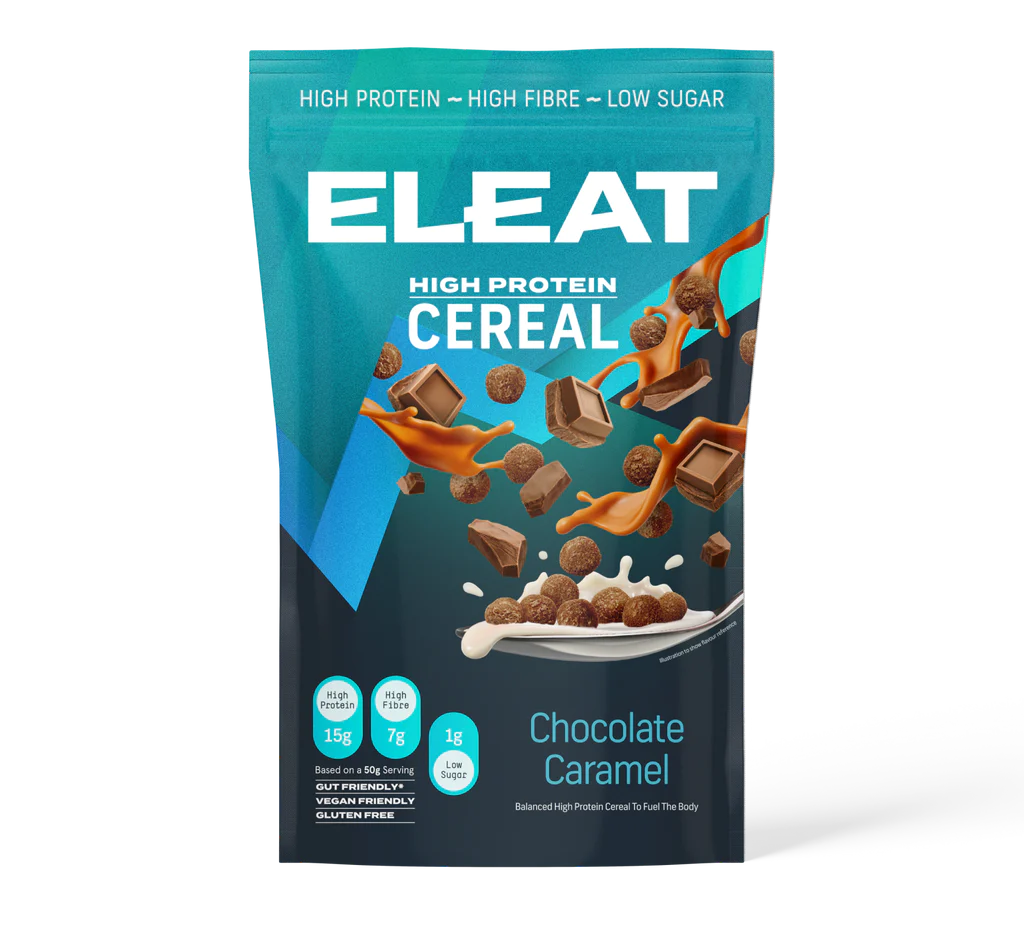 HIGH PROTEIN ~ HIGH FIBRE ~ LOW SUGAR
ELEAT
HIGH PROTEIN
CEREAL
Illustration to show flavour reference
High
Protein
15g
High
Fibre
7g
1g
Low
Sugar
Based on a 50g Serving
GUT FRIENDLY*
VEGAN FRIENDLY
GLUTEN FREE
Chocolate
Caramel
Balanced High Protein Cereal To Fuel The Body